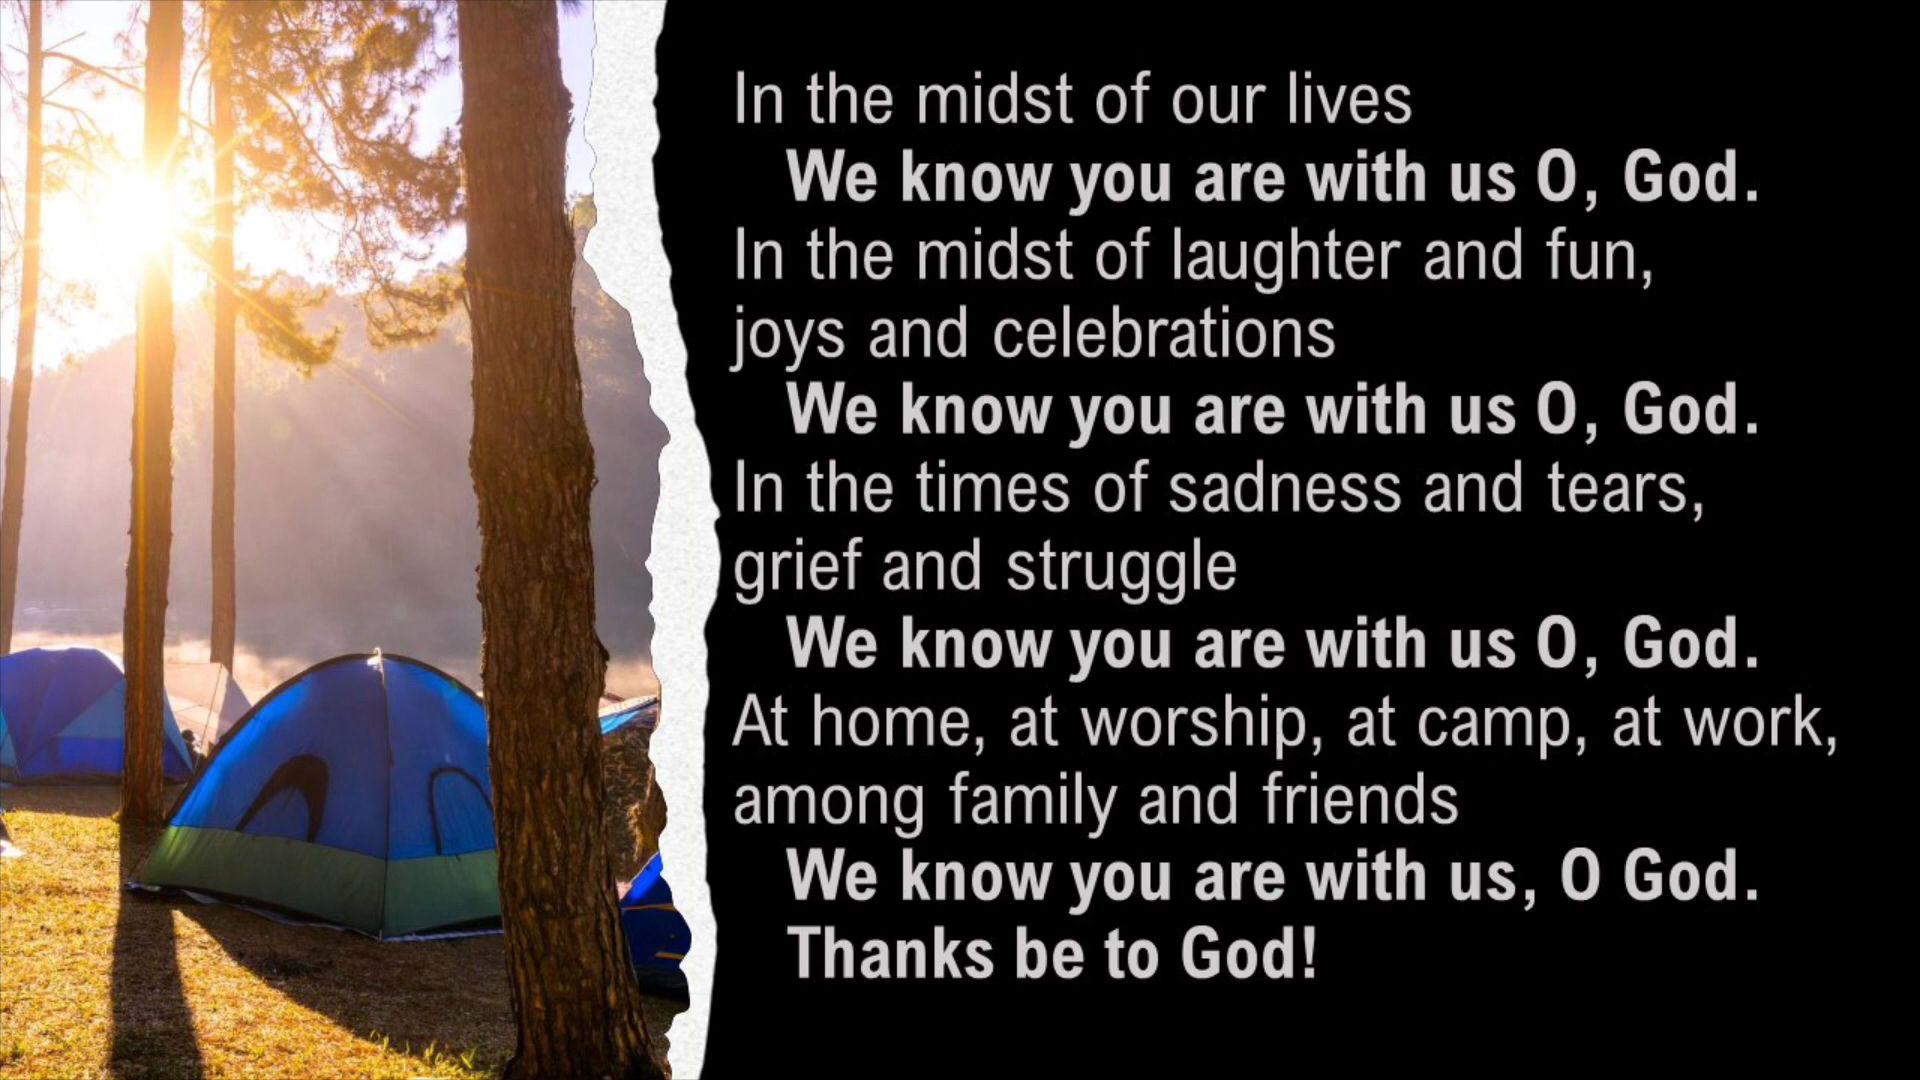 In the midst of our lives
We know you are with us O, God.
In the midst of laughter and fun,
joys and celebrations
We know you are with us O, God.
In the times of sadness and tears,
grief and struggle
We know you are with us O, God.
At home, at worship, at camp, at work,
among family and friends
We know you are with us, O God.
Thanks be to God!